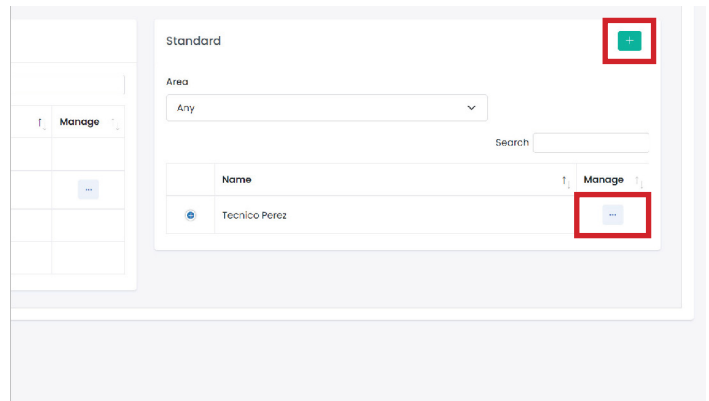 Standard
+
Area
Any
Search
Manage
Name
Manage
...
Tecnico Perez
...